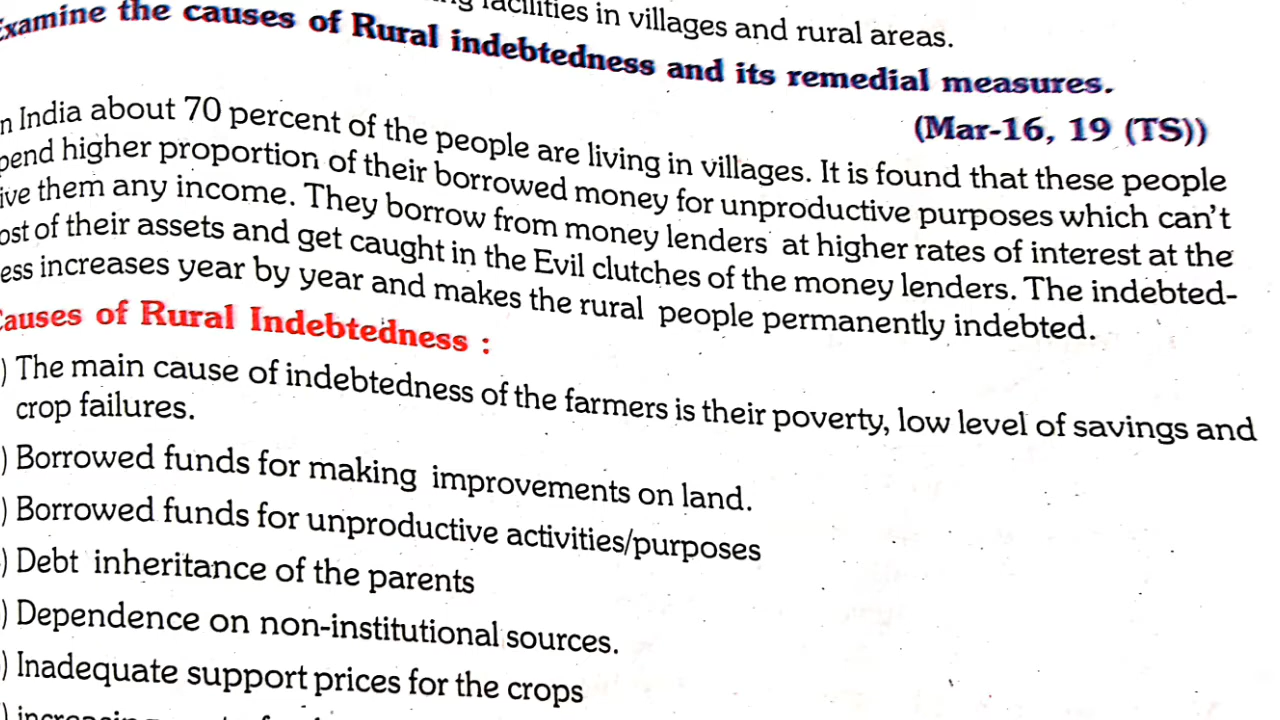 facilities in villages and rural areas.
Examine the causes of Rural indebtedness and its remedial measures.
(Mar-16, 19 (TS))
n India about 70 percent of the people are living in villages. It is found that these people
pend higher proportion of their borrowed money for unproductive purposes which can't
ive them any income. They borrow from money lenders at higher rates of interest at the
ost of their assets and get caught in the Evil clutches of the money lenders. The indebted-
ess increases year by year and makes the rural people permanently indebted.
Causes of Rural Indebtedness :
) The main cause of indebtedness of the farmers is their poverty, low level of savings and
crop failures.
) Borrowed funds for making improvements on land.
) Borrowed funds for unproductive activities/purposes
) Debt inheritance of the parents
) Dependence on non-institutional sources.
) Inadequate support prices for the crops